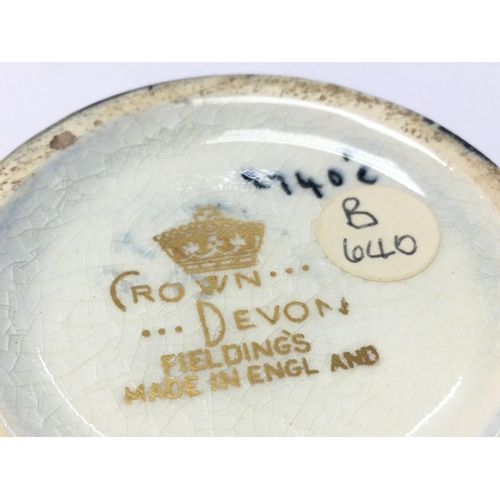 B
640
CROWN...
...DEVON
FIELDING'S
MADE IN ENGL AND